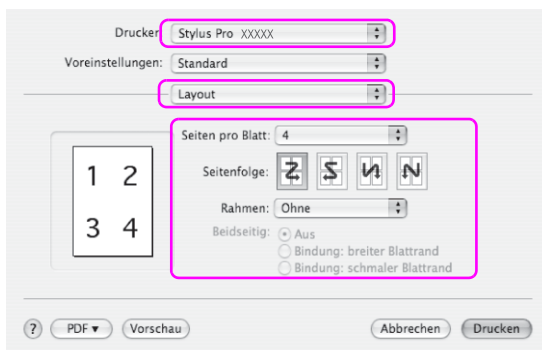 Drucker: Stylus Pro XXXXX
Voreinstellungen: Standard
Layout
Seiten pro Blatt: 4
1 2
Seitenfolge:
Rahmen: Ohne
3 4
Beidseitig: Aus
Bindung: breiter Blattrand
Bindung: schmaler Blattrand
? PDF▼ Vorschau Abbrechen Drucken